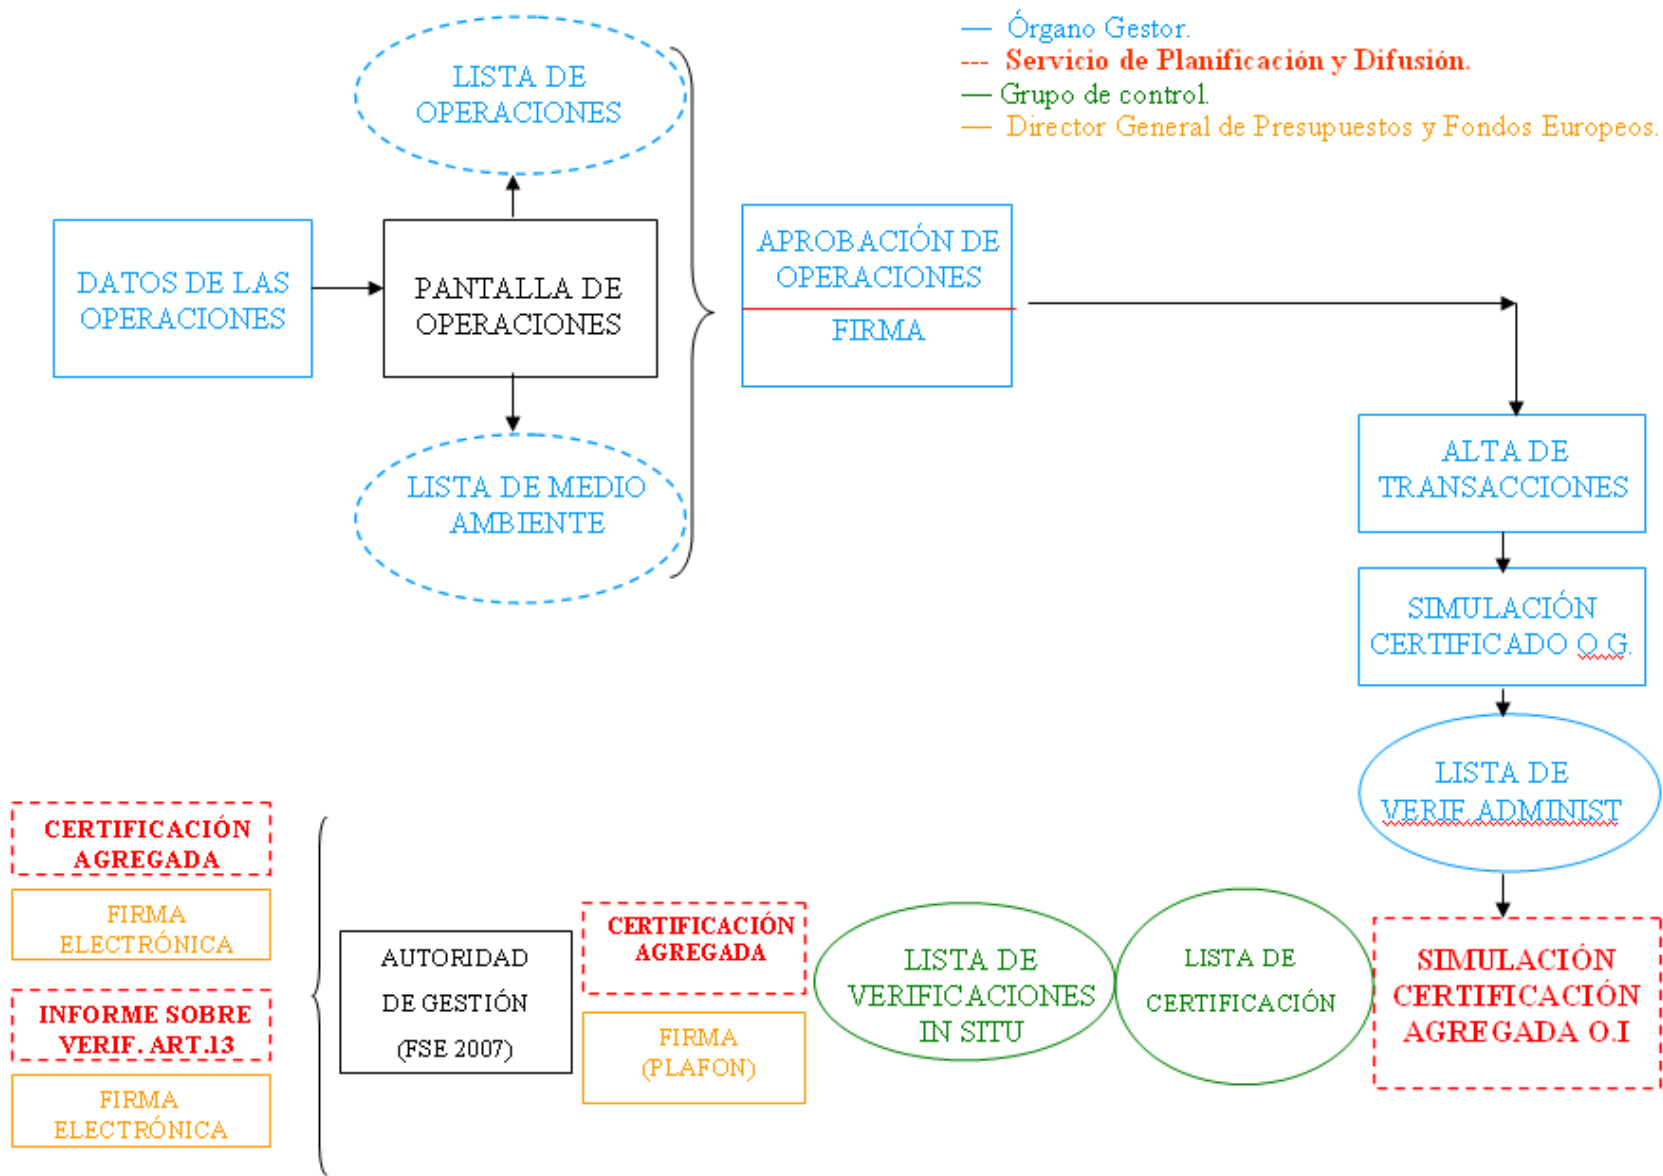 — Órgano Gestor.
--- Servicio de Planificación y Difusión.
— Grupo de control.
— Director General de Presupuestos y Fondos Europeos.
LISTA DE
OPERACIONES
DATOS DE LAS
OPERACIONES
PANTALLA DE
OPERACIONES
LISTA DE MEDIO
AMBIENTE
APROBACIÓN DE
OPERACIONES
FIRMA
ALTA DE
TRANSACCIONES
SIMULACIÓN
CERTIFICADO O.G.
LISTA DE
VERIF.ADMINIST
SIMULACIÓN
CERTIFICACIÓN
AGREGADA O.I
LISTA DE
CERTIFICACIÓN
LISTA DE
VERIFICACIONES
IN SITU
CERTIFICACIÓN
AGREGADA
FIRMA
(PLAFON)
AUTORIDAD
DE GESTIÓN
(FSE 2007)
CERTIFICACIÓN
AGREGADA
FIRMA
ELECTRÓNICA
INFORME SOBRE
VERIF. ART.13
FIRMA
ELECTRÓNICA